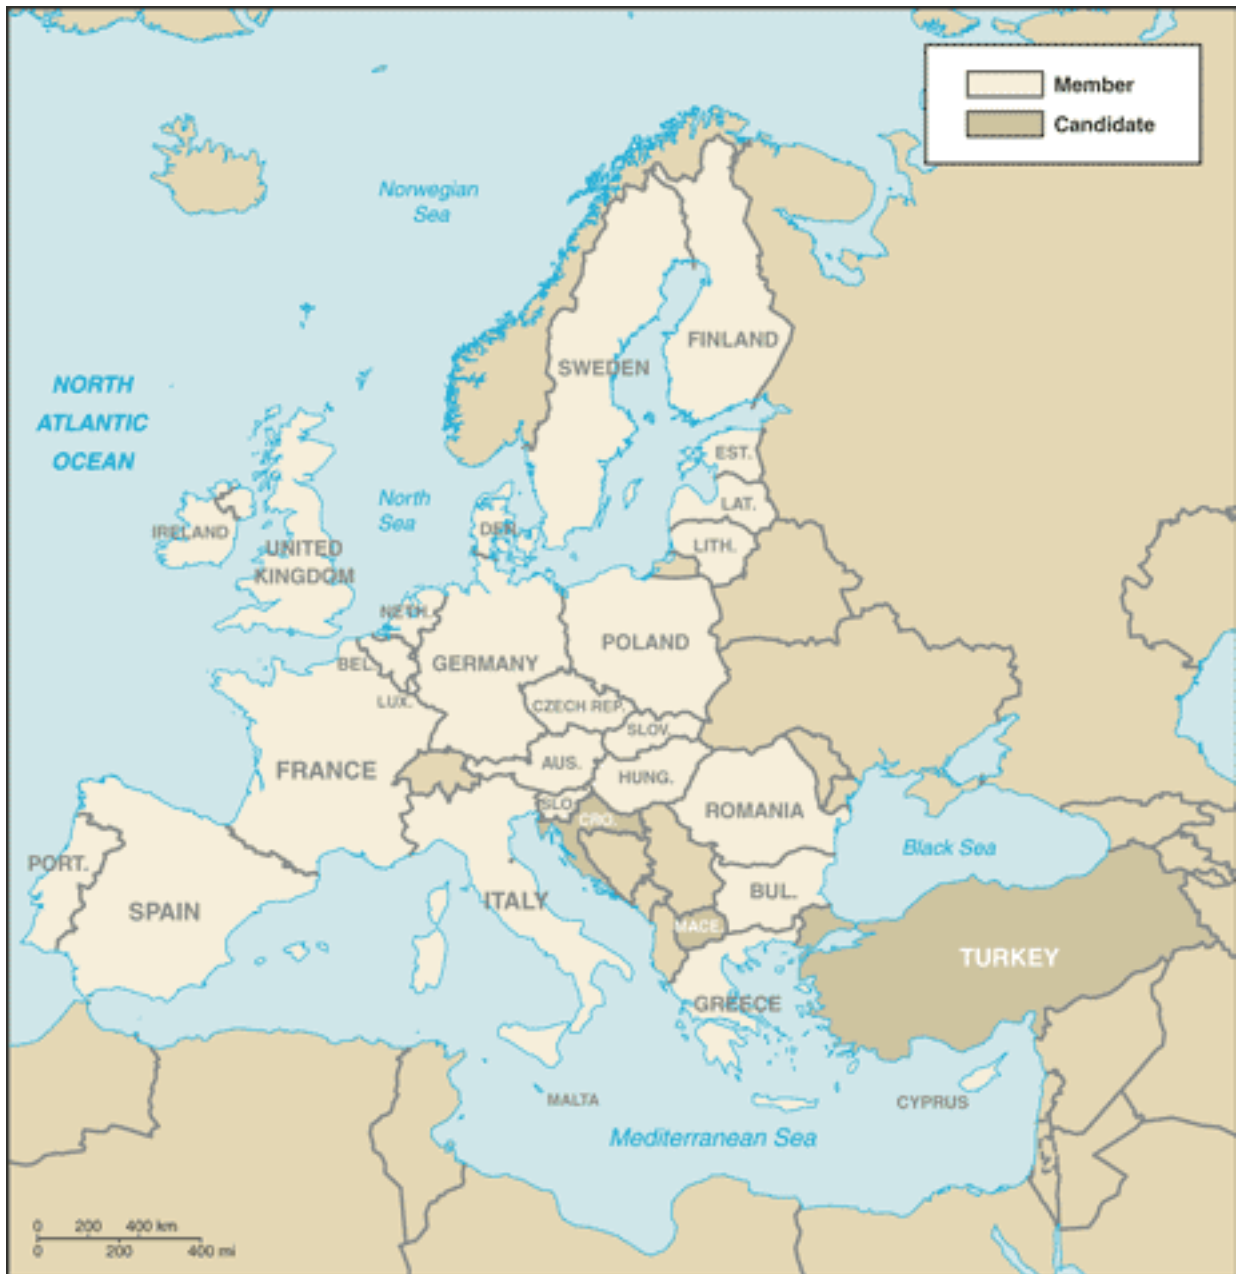 Member
Candidate
Norwegian
Sea
NORTH
ATLANTIC
OCEAN
FINLAND
SWEDEN
EST.
North
Sea
LAT.
DEN.
IRELAND
LITH.
UNITED
KINGDOM
NETH.
POLAND
BEL.
GERMANY
LUX.
CZECH REP.
SLOV.
AUS.
FRANCE
HUNG.
SLO.
ROMANIA
CRO.
Black Sea
PORT.
BUL.
SPAIN
ITALY
MACE.
TURKEY
GREECE
MALTA
CYPRUS
Mediterranean Sea
0 200 400 km
0 200 400 mi